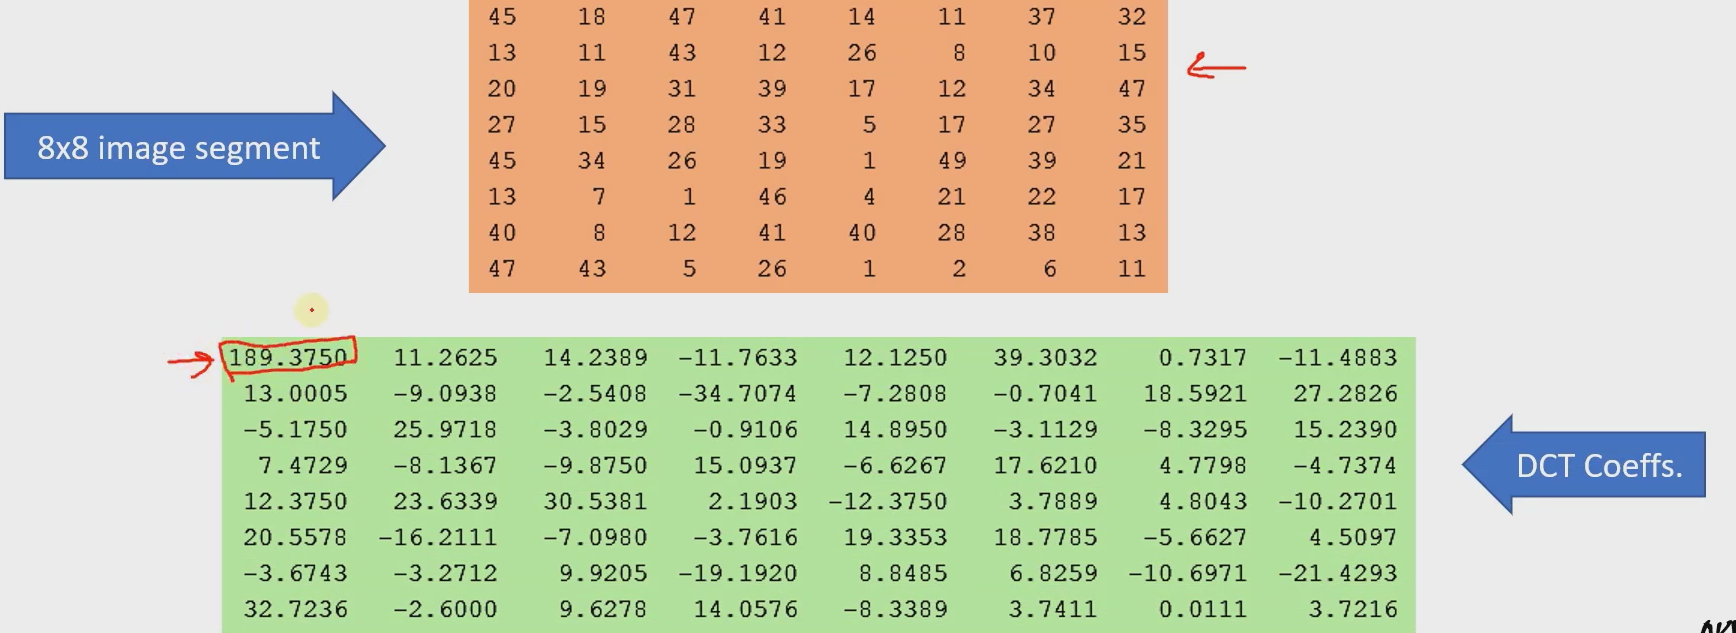 45 18 47 41 14 11 37 32
13 11 43 12 26 8 10 15
20 19 31 39 17 12 34 47
27 15 28 33 5 17 27 35
8x8 image segment
45 34 26 19 1 49 39 21
13 7 1 46 4 21 22 17
40 8 12 41 40 28 38 13
47 43 5 26 1 2 6 11
189.3750 11.2625 14.2389 -11.7633 12.1250 39.3032 0.7317 -11.4883
13.0005 -9.0938 -2.5408 -34.7074 -7.2808 -0.7041 18.5921 27.2826
-5.1750 25.9718 -3.8029 -0.9106 14.8950 -3.1129 -8.3295 15.2390
7.4729 -8.1367 -9.8750 15.0937 -6.6267 17.6210 4.7798 -4.7374
DCT Coeffs.
12.3750 23.6339 30.5381 2.1903 -12.3750 3.7889 4.8043 -10.2701
20.5578 -16.2111 -7.0980 -3.7616 19.3353 18.7785 -5.6627 4.5097
-3.6743 -3.2712 9.9205 -19.1920 8.8485 6.8259 -10.6971 -21.4293
32.7236 -2.6000 9.6278 14.0576 -8.3389 3.7411 0.0111 3.7216